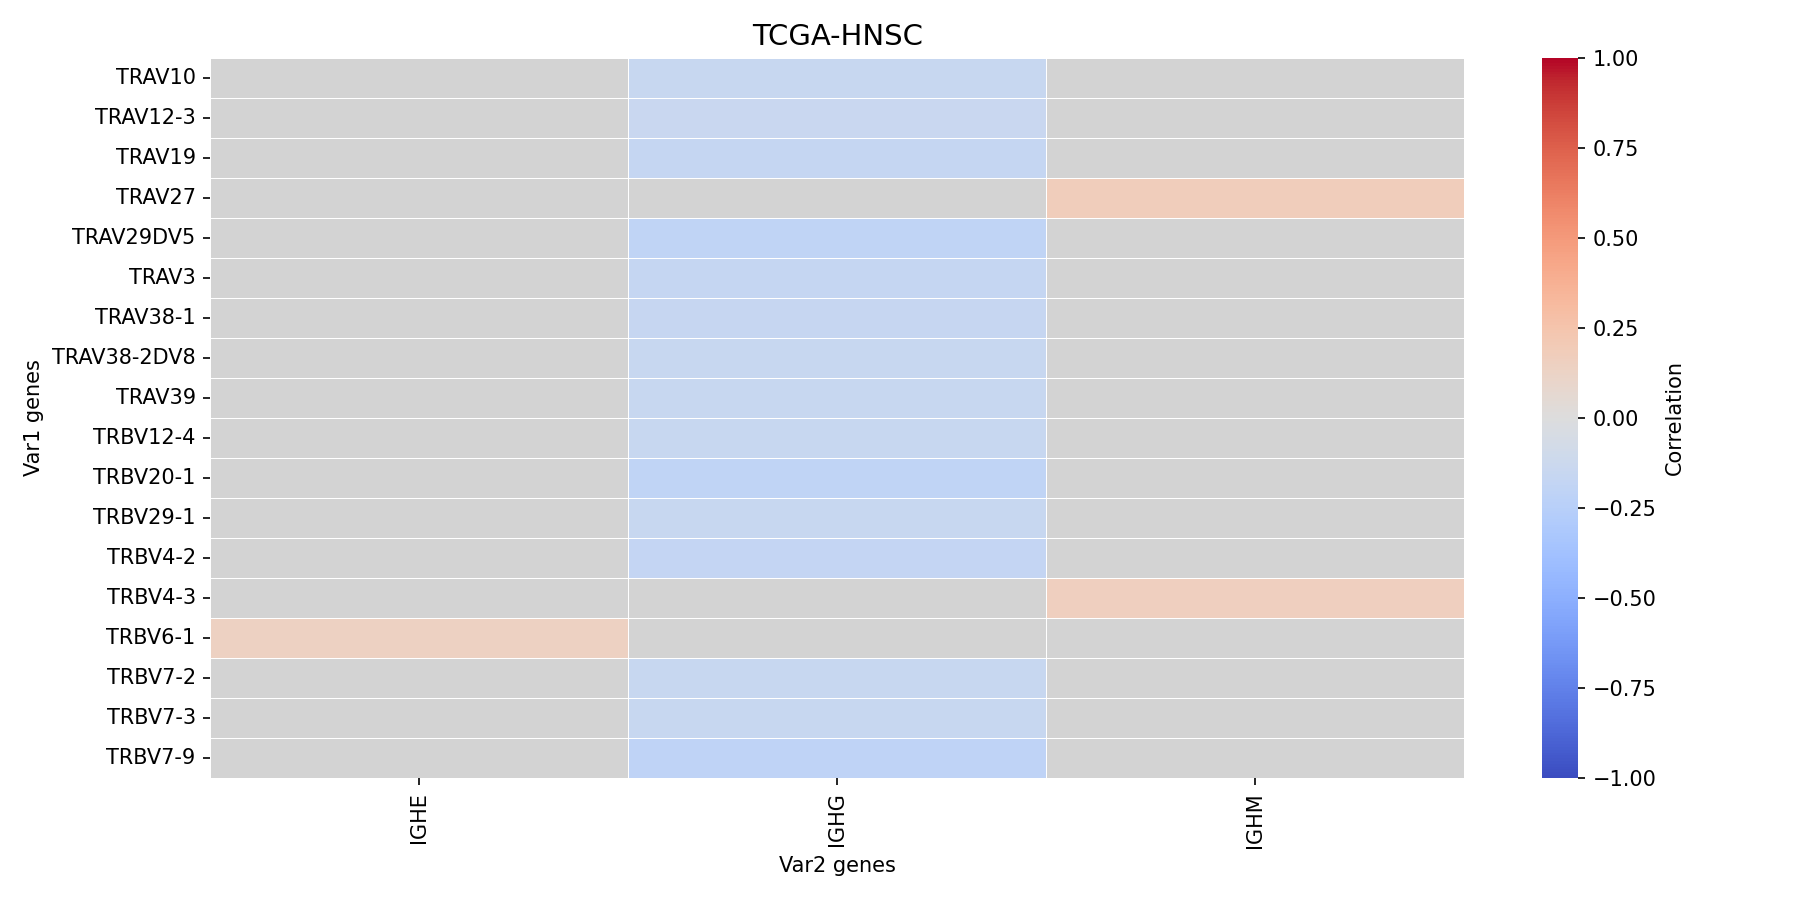 TCGA-HNSC
TRAV10
TRAV12-3
TRAV19
TRAV27
TRAV29DV5
TRAV3
TRAV38-1
TRAV38-2DV8
TRAV39
TRBV12-4
TRBV20-1
TRBV29-1
TRBV4-2
TRBV4-3
TRBV6-1
TRBV7-2
TRBV7-3
TRBV7-9
Var1 genes
IGHE
IGHG
IGHM
Var2 genes
1.00
0.75
0.50
0.25
0.00
−0.25
−0.50
−0.75
−1.00
Correlation